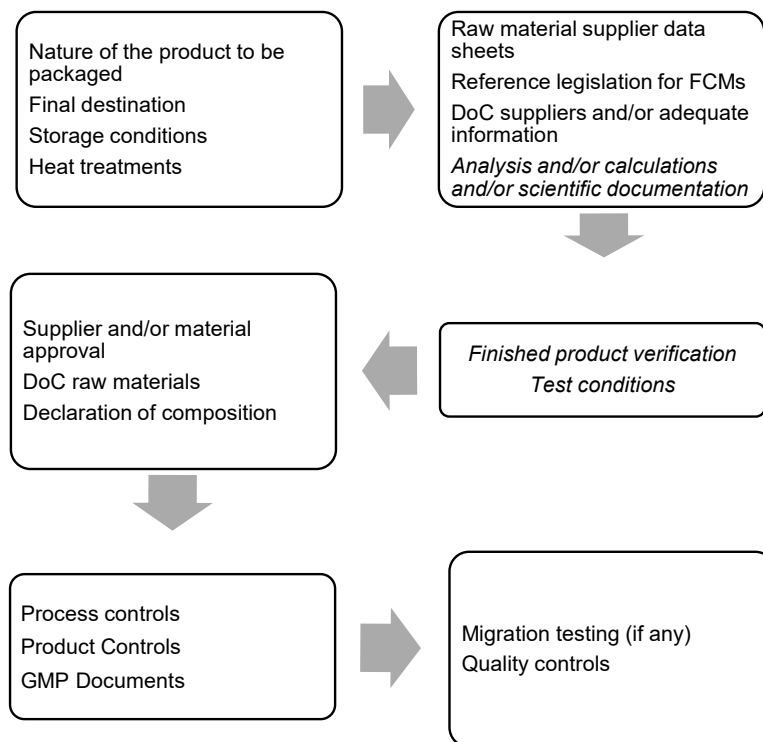 Nature of the product to be
packaged
Final destination
Storage conditions
Heat treatments
Raw material supplier data
sheets
Reference legislation for FCMs
DoC suppliers and/or adequate
information
Analysis and/or calculations
and/or scientific documentation
Finished product verification
Test conditions
Supplier and/or material
approval
DoC raw materials
Declaration of composition
Process controls
Product Controls
GMP Documents
Migration testing (if any)
Quality controls